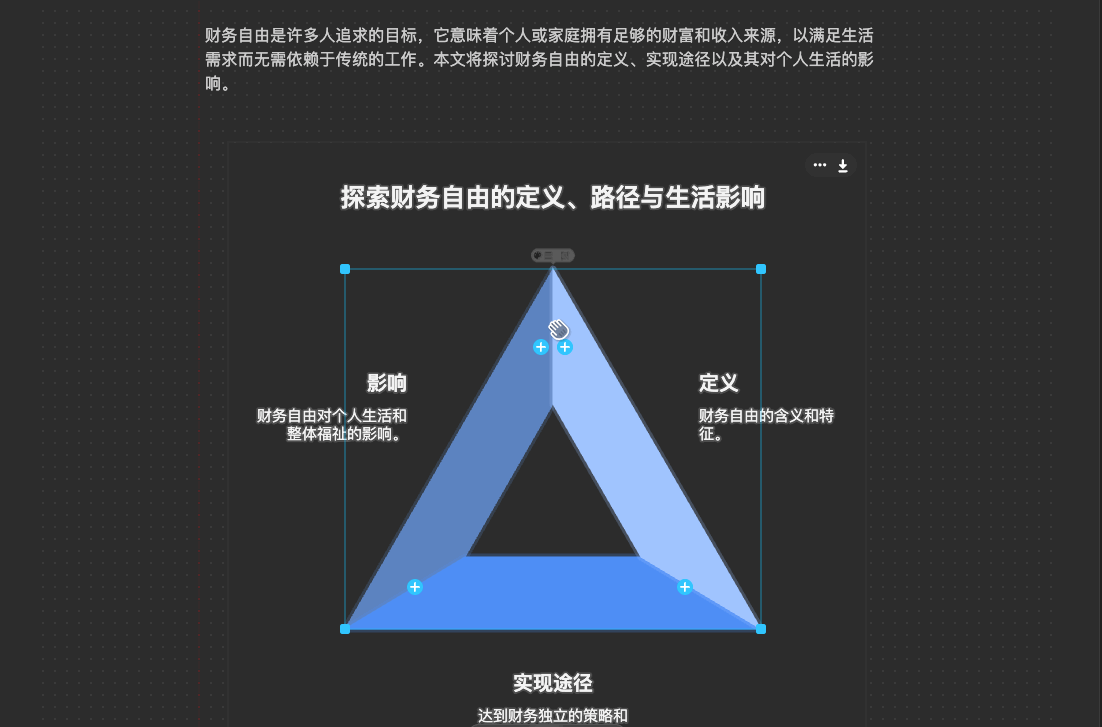 财务自由是许多人追求的目标，它意味着个人或家庭拥有足够的财富和收入来源，以满足生活
需求而无需依赖于传统的工作。本文将探讨财务自由的定义、实现途径以及其对个人生活的影
响。
探索财务自由的定义、路径与生活影响
影响
财务自由对个人生活和
整体福祉的影响。
定义
财务自由的含义和特
征。
实现途径
达到财务独立的策略和